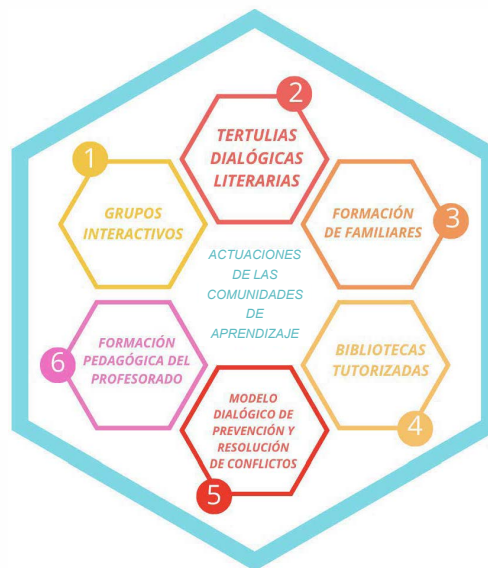 1
GRUPOS
INTERACTIVOS
2
TERTULIAS
DIALÓGICAS
LITERARIAS
3
FORMACIÓN
DE FAMILIARES
ACTUACIONES
DE LAS
COMUNIDADES
DE
APRENDIZAJE
BIBLIOTECAS
TUTORIZADAS
4
MODELO
DIALÓGICO DE
PREVENCIÓN Y
RESOLUCIÓN
DE CONFLICTOS
5
6
FORMACIÓN
PEDAGÓGICA DEL
PROFESORADO